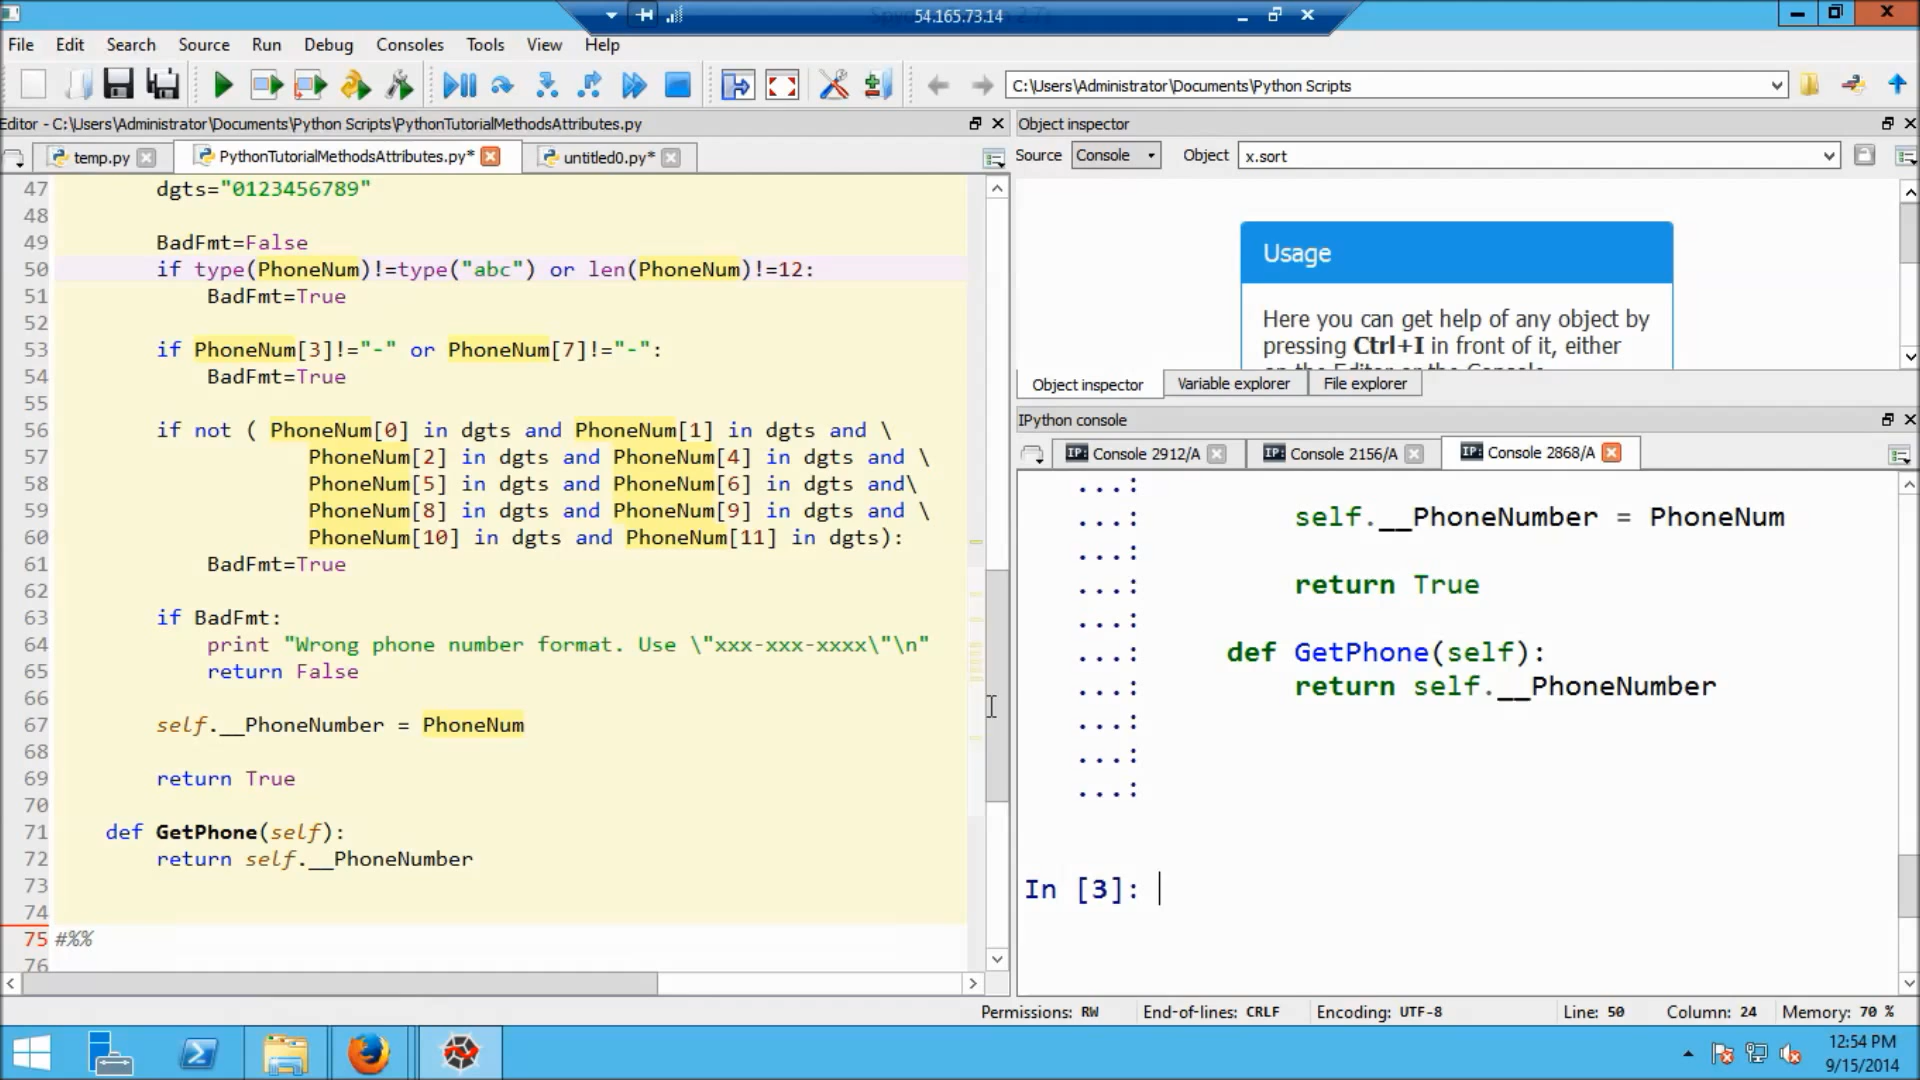 54.165.73.14
File Edit Search Source Run Debug Consoles Tools View Help
C:\Users\Administrator\Documents\Python Scripts
Editor - C:\Users\Administrator\Documents\Python Scripts\PythonTutorialMethodsAttributes.py
temp.py
PythonTutorialMethodsAttributes.py*
untitled0.py*
47 dgts="0123456789"
48
49 BadFmt=False
50 if type(PhoneNum)!=type("abc") or len(PhoneNum)!=12:
51 BadFmt=True
52
53 if PhoneNum[3]!="-" or PhoneNum[7]!="-":
54 BadFmt=True
55
56 if not ( PhoneNum[0] in dgts and PhoneNum[1] in dgts and \
57 PhoneNum[2] in dgts and PhoneNum[4] in dgts and \
58 PhoneNum[5] in dgts and PhoneNum[6] in dgts and\
59 PhoneNum[8] in dgts and PhoneNum[9] in dgts and \
60 PhoneNum[10] in dgts and PhoneNum[11] in dgts):
61 BadFmt=True
62
63 if BadFmt:
64 print "Wrong phone number format. Use \"xxx-xxx-xxxx\"\n"
65 return False
66
67 self.__PhoneNumber = PhoneNum
68
69 return True
70
71 def GetPhone(self):
72 return self.__PhoneNumber
73
74
75 #%%
76
Object inspector
Source Console Object x.sort
Usage
Here you can get help of any object by
pressing Ctrl+I in front of it, either
on the Editor or the Console.
Object inspector Variable explorer File explorer
IPython console
IP: Console 2912/A IP: Console 2156/A IP: Console 2868/A
...:
...: self.__PhoneNumber = PhoneNum
...:
...: return True
...:
...: def GetPhone(self):
...: return self.__PhoneNumber
...:
...:
...:
In [3]:
Permissions: RW End-of-lines: CRLF Encoding: UTF-8 Line: 50 Column: 24 Memory: 70 %
12:54 PM
9/15/2014